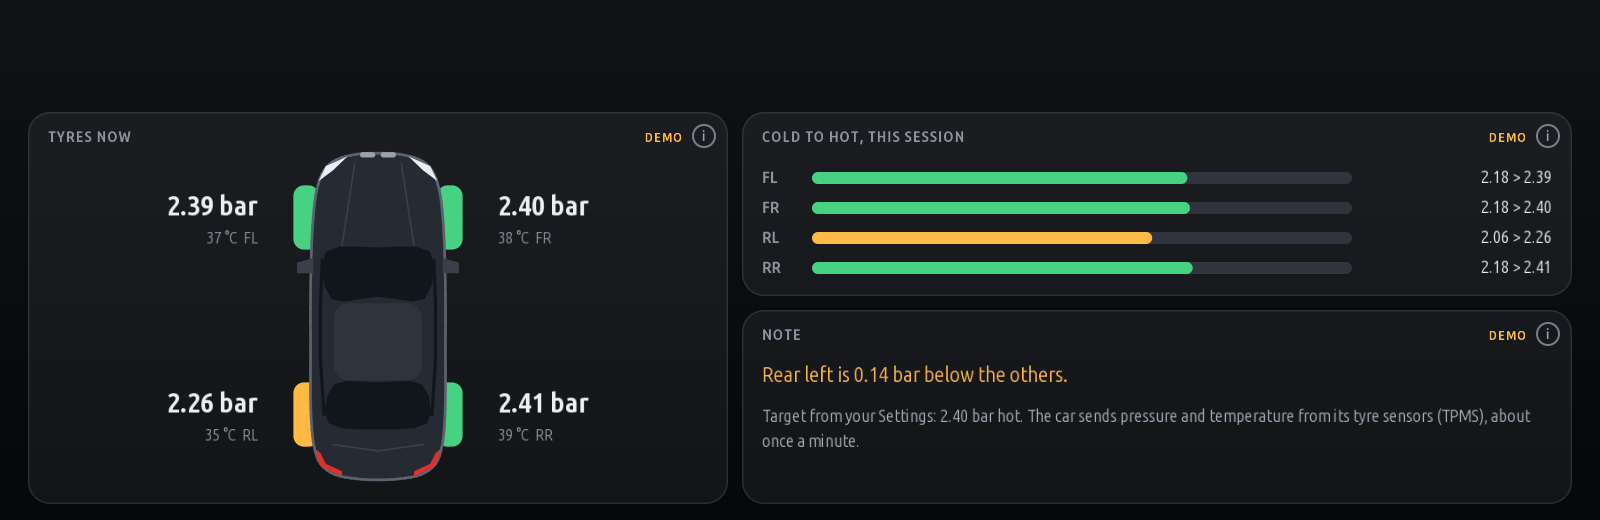 TYRES NOW
DEMO i
2.39 bar
37 °C FL
2.40 bar
38 °C FR
2.26 bar
35 °C RL
2.41 bar
39 °C RR
COLD TO HOT, THIS SESSION
DEMO i
FL 2.18 > 2.39
FR 2.18 > 2.40
RL 2.06 > 2.26
RR 2.18 > 2.41
NOTE
DEMO i
Rear left is 0.14 bar below the others.
Target from your Settings: 2.40 bar hot. The car sends pressure and temperature from its tyre sensors (TPMS), about
once a minute.